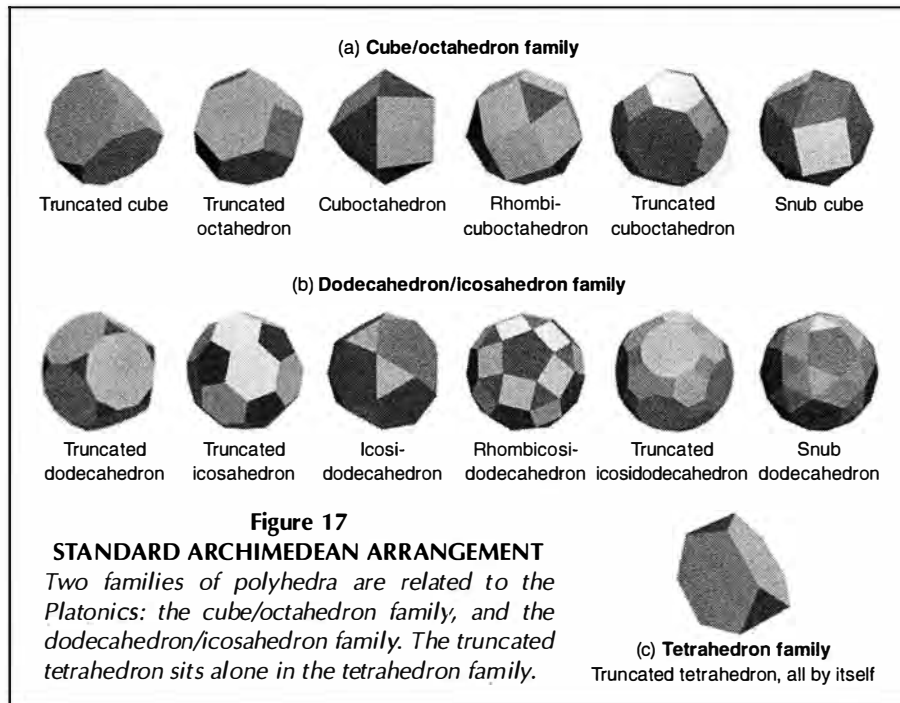 (a) Cube/octahedron family
Truncated cube
Truncated
octahedron
Cuboctahedron
Rhombi-
cuboctahedron
Truncated
cuboctahedron
Snub cube
(b) Dodecahedron/icosahedron family
Truncated
dodecahedron
Truncated
icosahedron
Icosi-
dodecahedron
Rhombicosi-
dodecahedron
Truncated
icosidodecahedron
Snub
dodecahedron
Figure 17
STANDARD ARCHIMEDEAN ARRANGEMENT
Two families of polyhedra are related to the
Platonics: the cube/octahedron family, and the
dodecahedron/icosahedron family. The truncated
tetrahedron sits alone in the tetrahedron family.
(c) Tetrahedron family
Truncated tetrahedron, all by itself